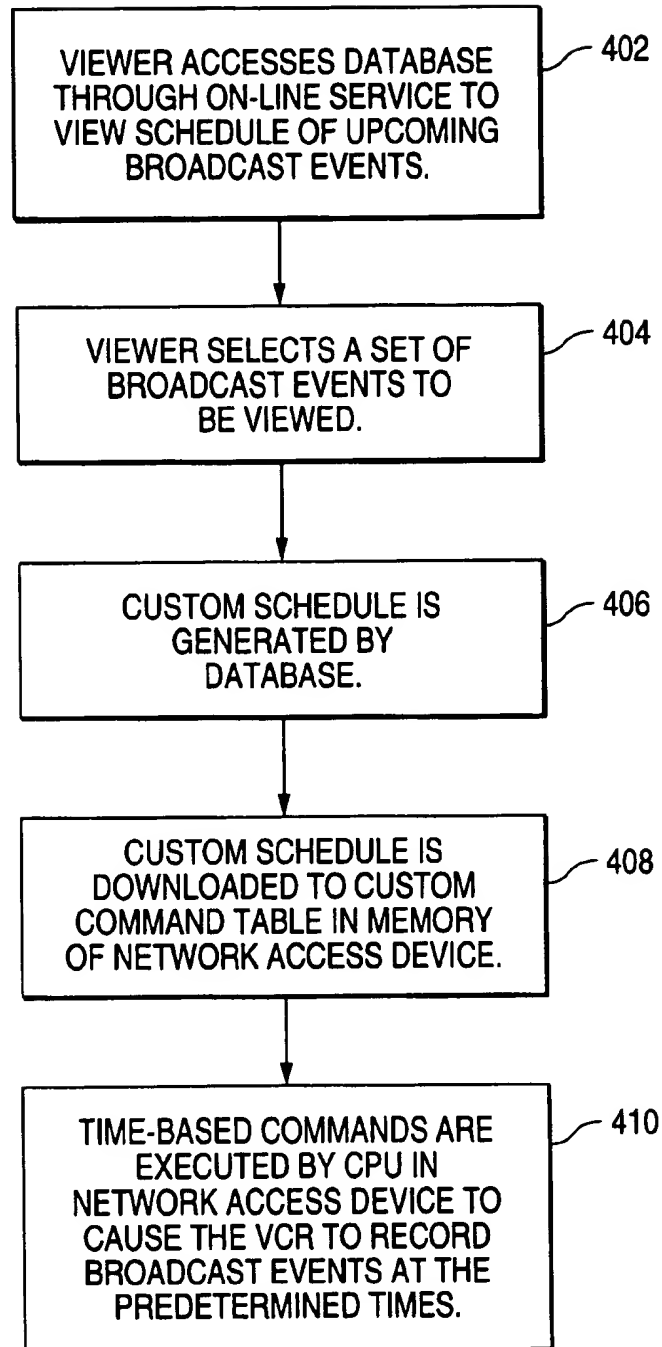 VIEWER ACCESSES DATABASE
THROUGH ON-LINE SERVICE TO
VIEW SCHEDULE OF UPCOMING
BROADCAST EVENTS.
402
VIEWER SELECTS A SET OF
BROADCAST EVENTS TO
BE VIEWED.
404
CUSTOM SCHEDULE IS
GENERATED BY
DATABASE.
406
CUSTOM SCHEDULE IS
DOWNLOADED TO CUSTOM
COMMAND TABLE IN MEMORY
OF NETWORK ACCESS DEVICE.
408
TIME-BASED COMMANDS ARE
EXECUTED BY CPU IN
NETWORK ACCESS DEVICE TO
CAUSE THE VCR TO RECORD
BROADCAST EVENTS AT THE
PREDETERMINED TIMES.
410